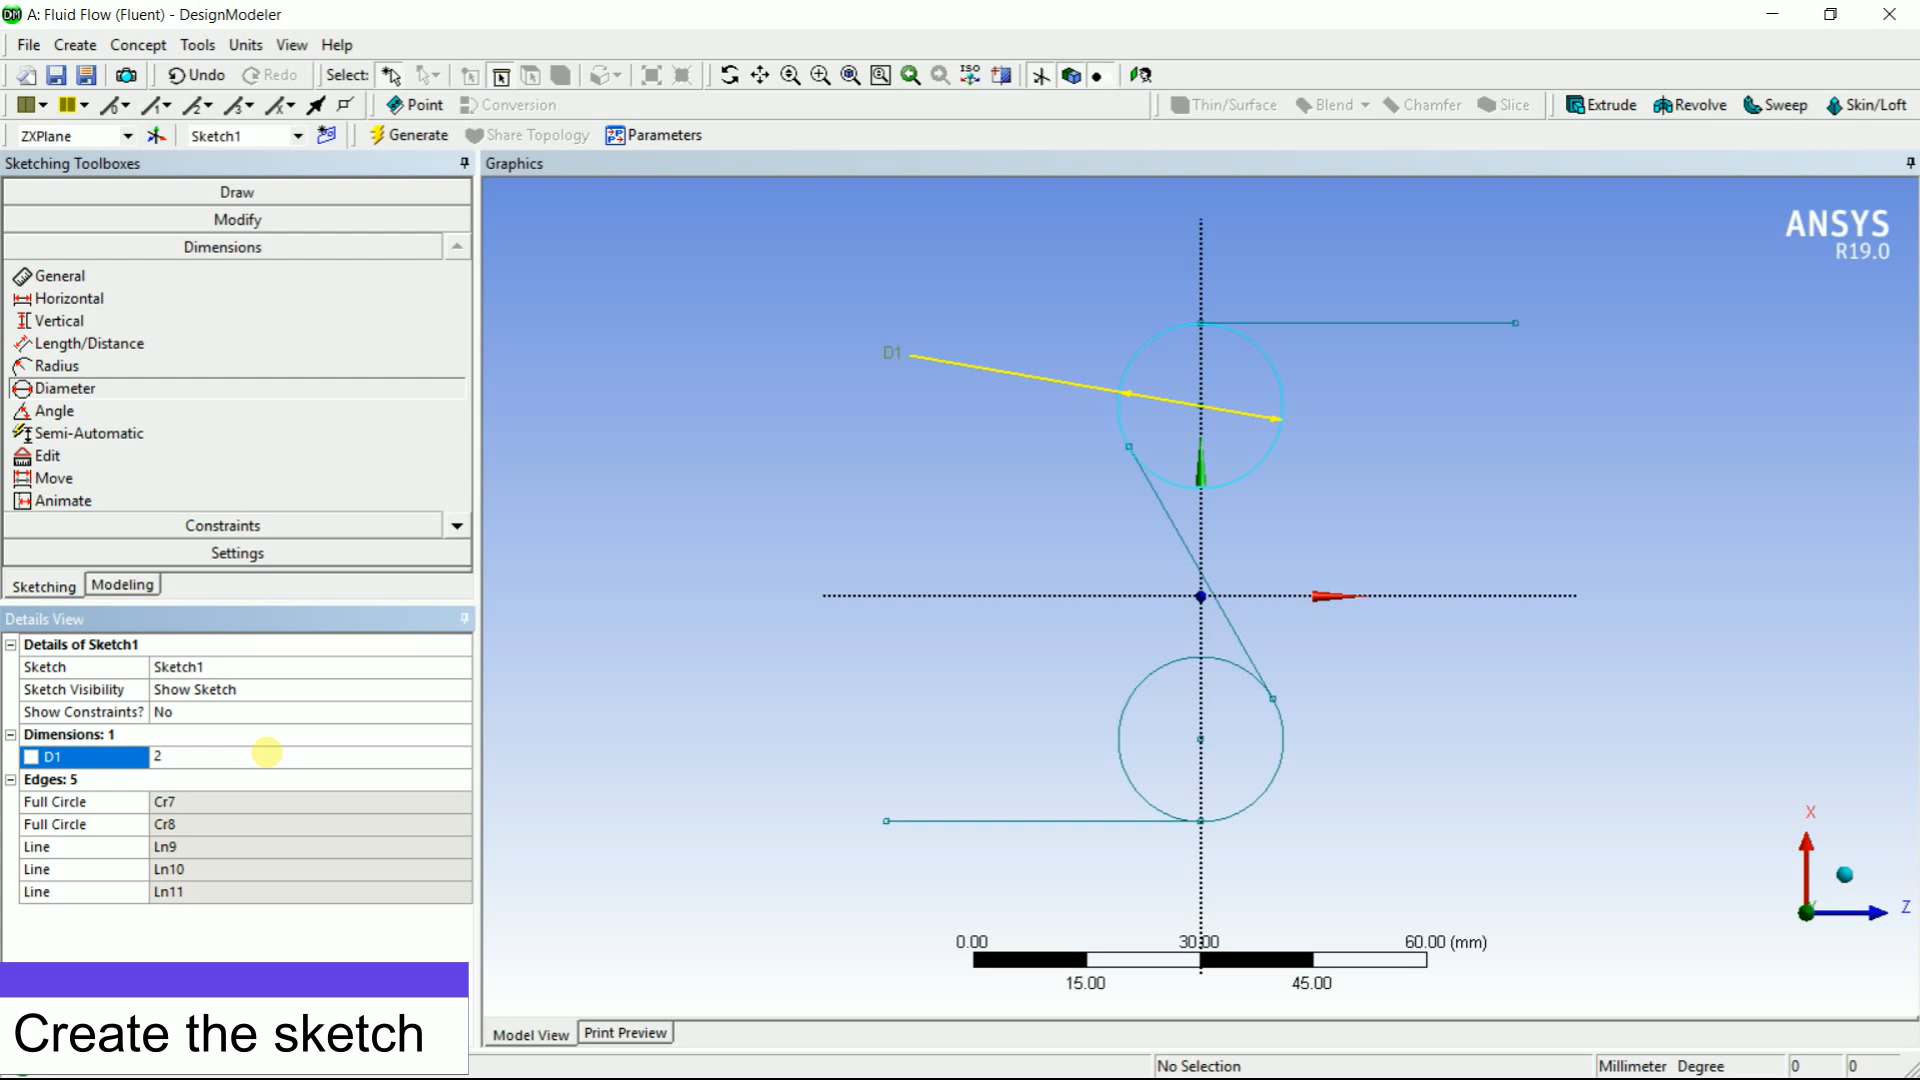 DM A: Fluid Flow (Fluent) - DesignModeler
File Create Concept Tools Units View Help
Undo Redo Select: ISO
Point Conversion Thin/Surface Blend Chamfer Slice Extrude Revolve Sweep Skin/Loft
ZXPlane Sketch1 Generate Share Topology Parameters
Sketching Toolboxes
Draw
Modify
Dimensions
General
Horizontal
Vertical
Length/Distance
Radius
Diameter
Angle
Semi-Automatic
Edit
Move
Animate
Constraints
Settings
Sketching Modeling
Details View
Details of Sketch1
Sketch Sketch1
Sketch Visibility Show Sketch
Show Constraints? No
Dimensions: 1
D1 2
Edges: 5
Full Circle Cr7
Full Circle Cr8
Line Ln9
Line Ln10
Line Ln11
Create the sketch
Graphics
ANSYS
R19.0
D1
X
Z
0.00 30.00 60.00 (mm)
15.00 45.00
Model View Print Preview
No Selection Millimeter Degree 0 0